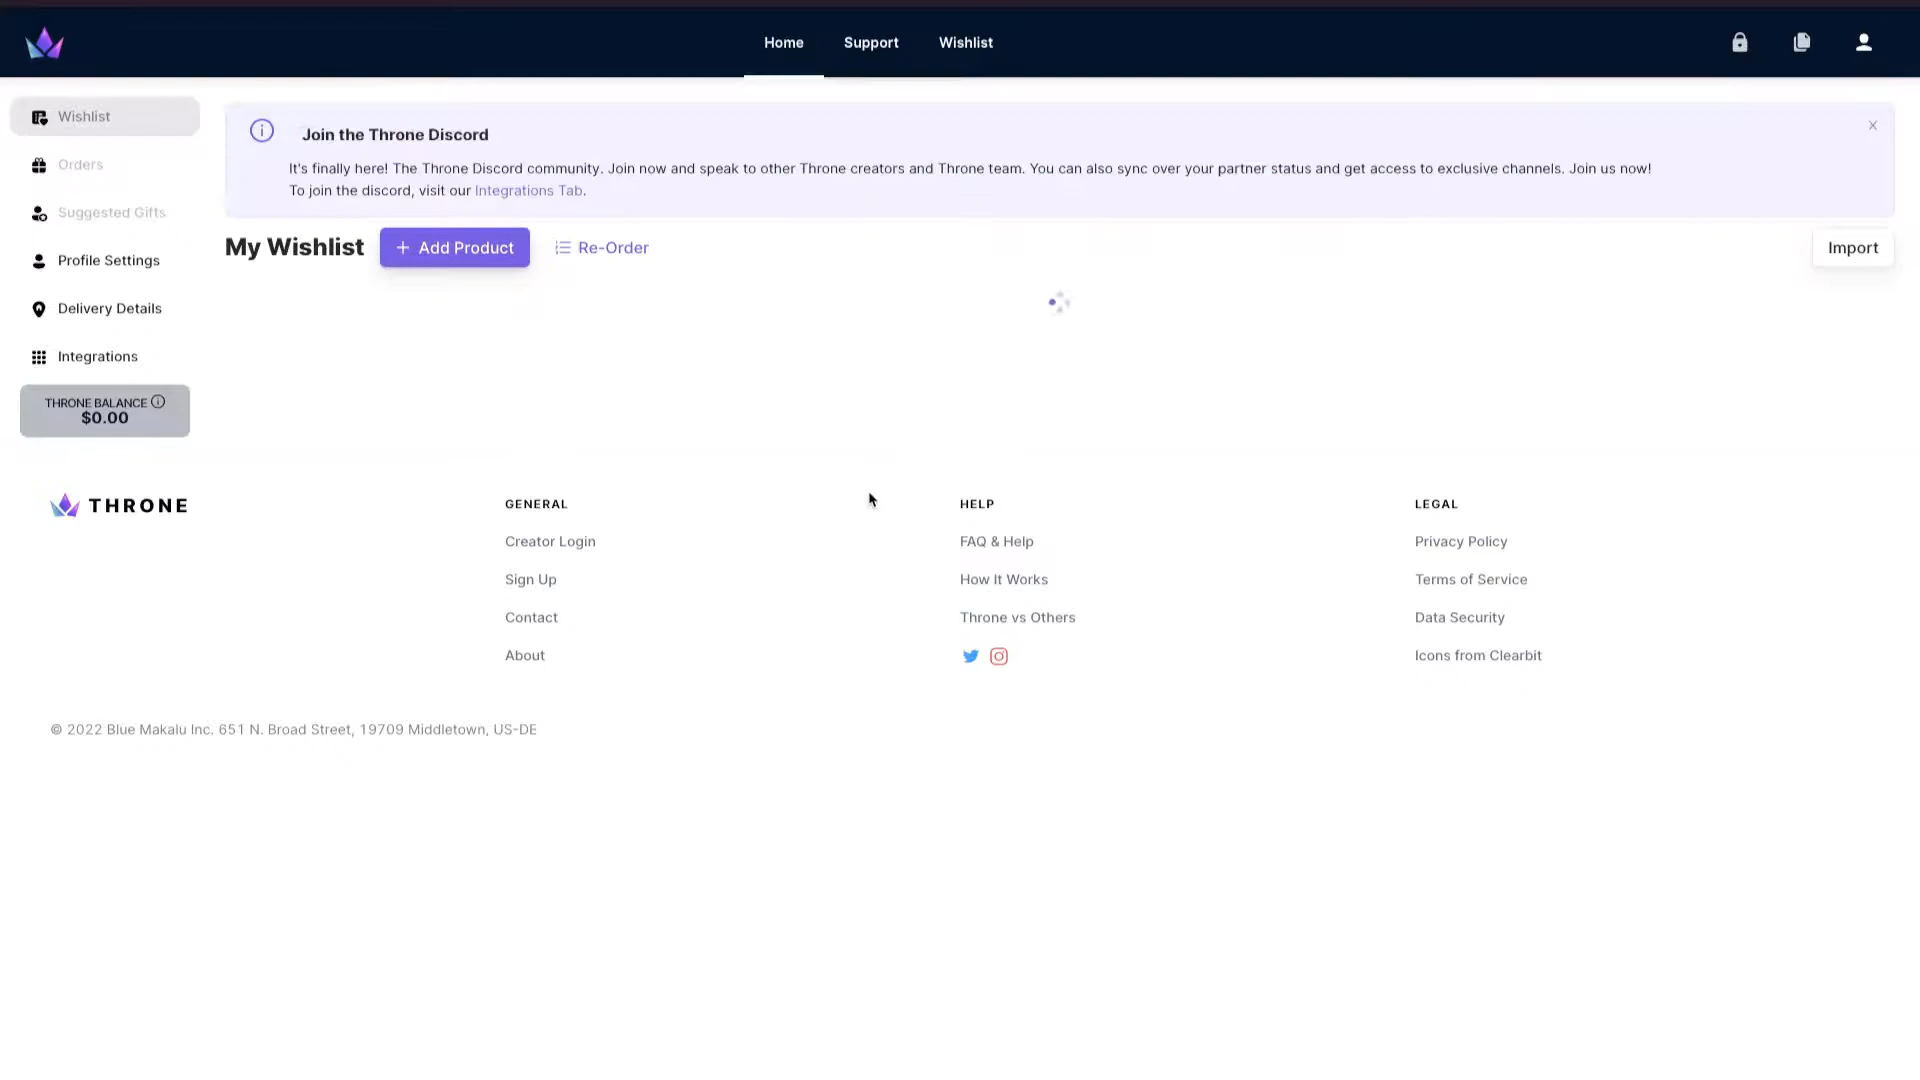 Home
Support
Wishlist
Wishlist
Orders
Suggested Gifts
Profile Settings
Delivery Details
Integrations
THRONE BALANCE
$0.00
Join the Throne Discord
It's finally here! The Throne Discord community. Join now and speak to other Throne creators and Throne team. You can also sync over your partner status and get access to exclusive channels. Join us now!
To join the discord, visit our Integrations Tab.
My Wishlist
+ Add Product
Re-Order
Import
THRONE
GENERAL
Creator Login
Sign Up
Contact
About
HELP
FAQ & Help
How It Works
Throne vs Others
LEGAL
Privacy Policy
Terms of Service
Data Security
Icons from Clearbit
© 2022 Blue Makalu Inc. 651 N. Broad Street, 19709 Middletown, US-DE